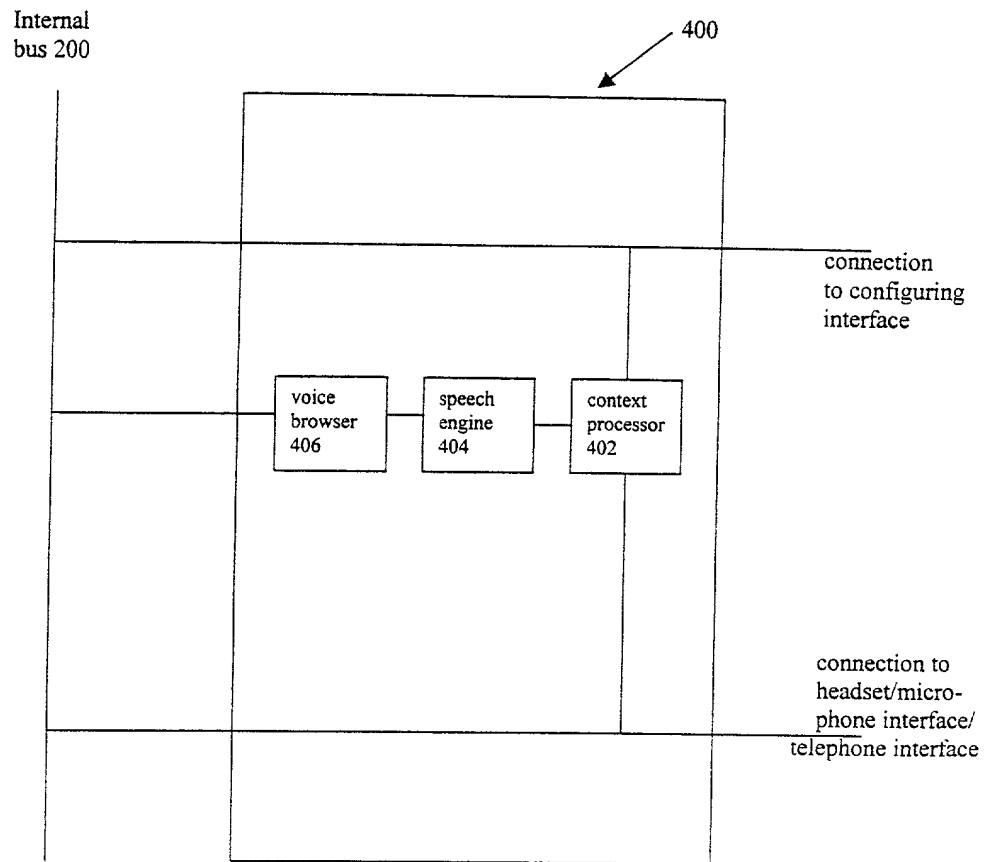 Internal
bus 200
400
connection
to configuring
interface
voice
browser
406
speech
engine
404
context
processor
402
connection to
headset/micro-
phone interface/
telephone interface